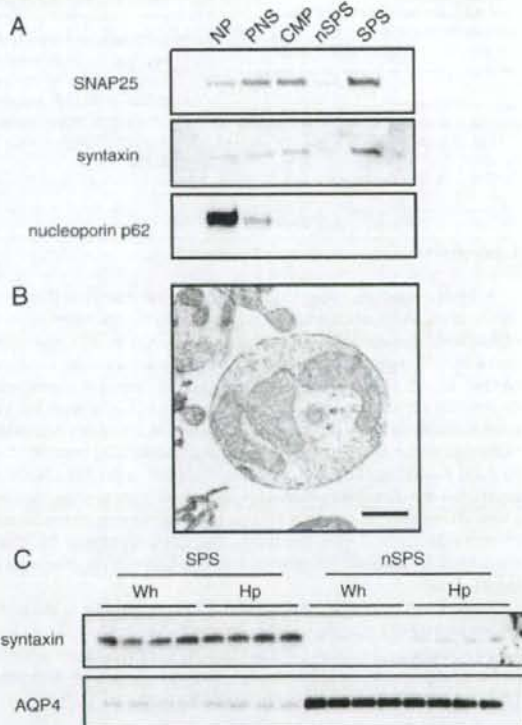 A
NP PNS CMP nSPS SPS
SNAP25
syntaxin
nucleoporin p62
B
C
SPS nSPS
Wh Hp Wh Hp
syntaxin
AQP4